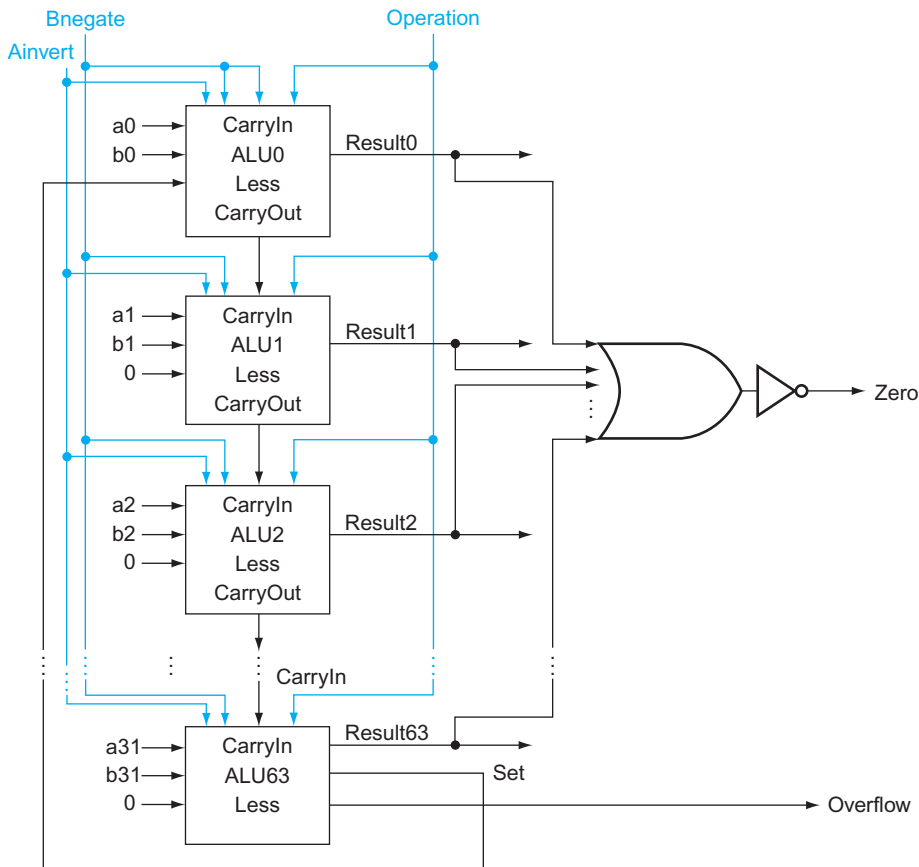 Bnegate
Operation
Ainvert
a0
b0
CarryIn
ALU0
Less
CarryOut
Result0
a1
b1
0
CarryIn
ALU1
Less
CarryOut
Result1
Zero
a2
b2
0
CarryIn
ALU2
Less
CarryOut
Result2
CarryIn
a31
b31
0
CarryIn
ALU63
Less
Result63
Set
Overflow